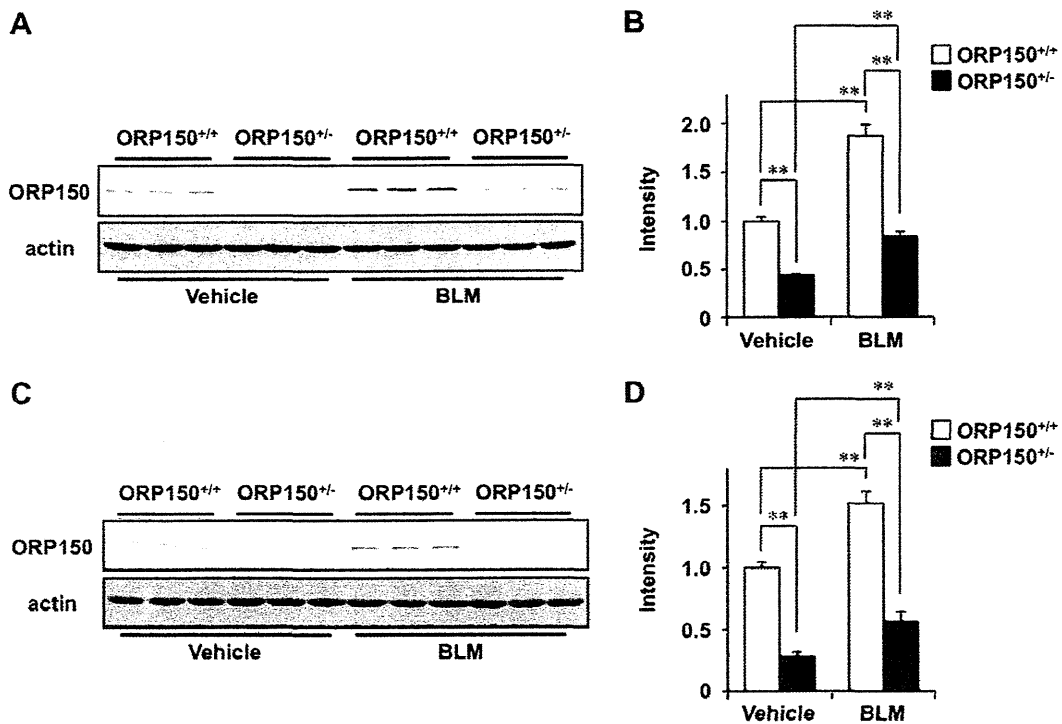 A
ORP150+/+ ORP150+/- ORP150+/+ ORP150+/-
ORP150
actin
Vehicle BLM
B
** ** ** **
ORP150+/+
ORP150+/-
Intensity
2.0
1.5
1.0
0.5
0
Vehicle BLM
C
ORP150+/+ ORP150+/- ORP150+/+ ORP150+/-
ORP150
actin
Vehicle BLM
D
** ** ** **
ORP150+/+
ORP150+/-
Intensity
1.5
1.0
0.5
0
Vehicle BLM